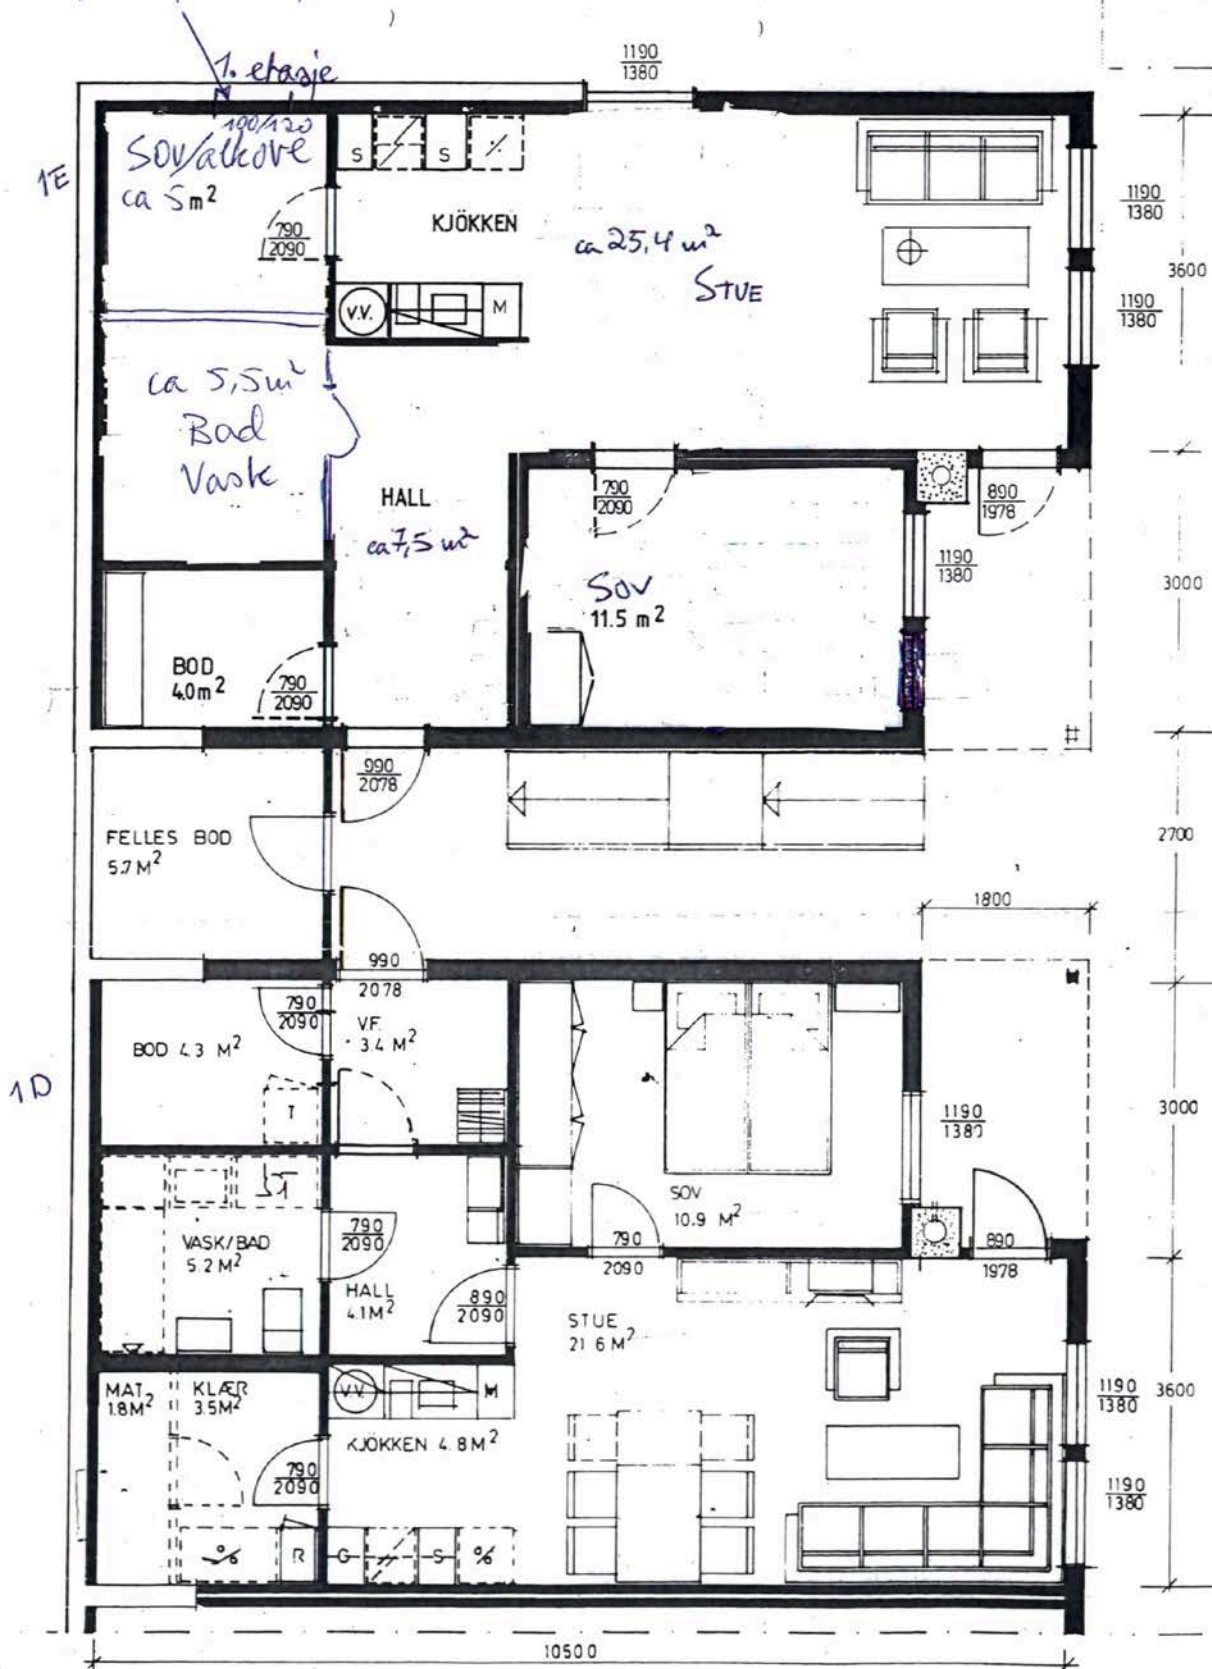 1190
1380
1. etasje
100/120
Sov/alkove
ca 5m²
1E
790
2090
S
S
KJÖKKEN
ca 25,4 m²
STUE
V.V.
M
1190
1380
3600
1190
1380
ca 5,5m²
Bad
Vask
HALL
ca 7,5 m²
790
2090
890
1978
1190
1380
Sov
11.5 m²
3000
BOD
4.0m²
790
2090
990
2078
FELLES BOD
5.7 M²
2700
1800
990
2078
790
2090
V.F.
3.4 M²
BOD 4.3 M²
T
1D
1190
1380
3000
SOV
10.9 M²
VASK/BAD
5.2 M²
790
2090
HALL
4.1M²
890
2090
790
2090
890
1978
STUE
21 6 M²
MAT
1.8M²
KLÆR
3.5M²
V.V.
M
KJÖKKEN 4.8M²
790
2090
1190
1380
3600
1190
1380
%
R
G
S
%
10500